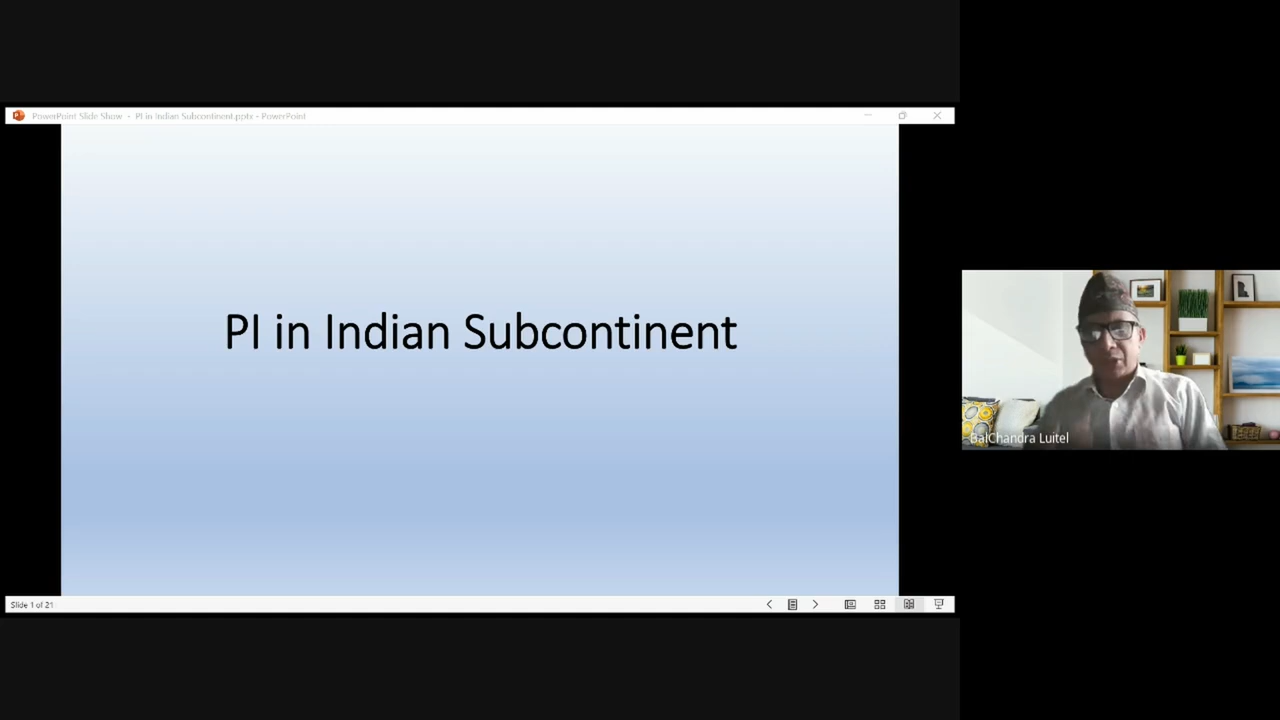 PowerPoint Slide Show - PI in Indian Subcontinent.pptx - PowerPoint
PI in Indian Subcontinent
BalChandra Luitel
Slide 1 of 21